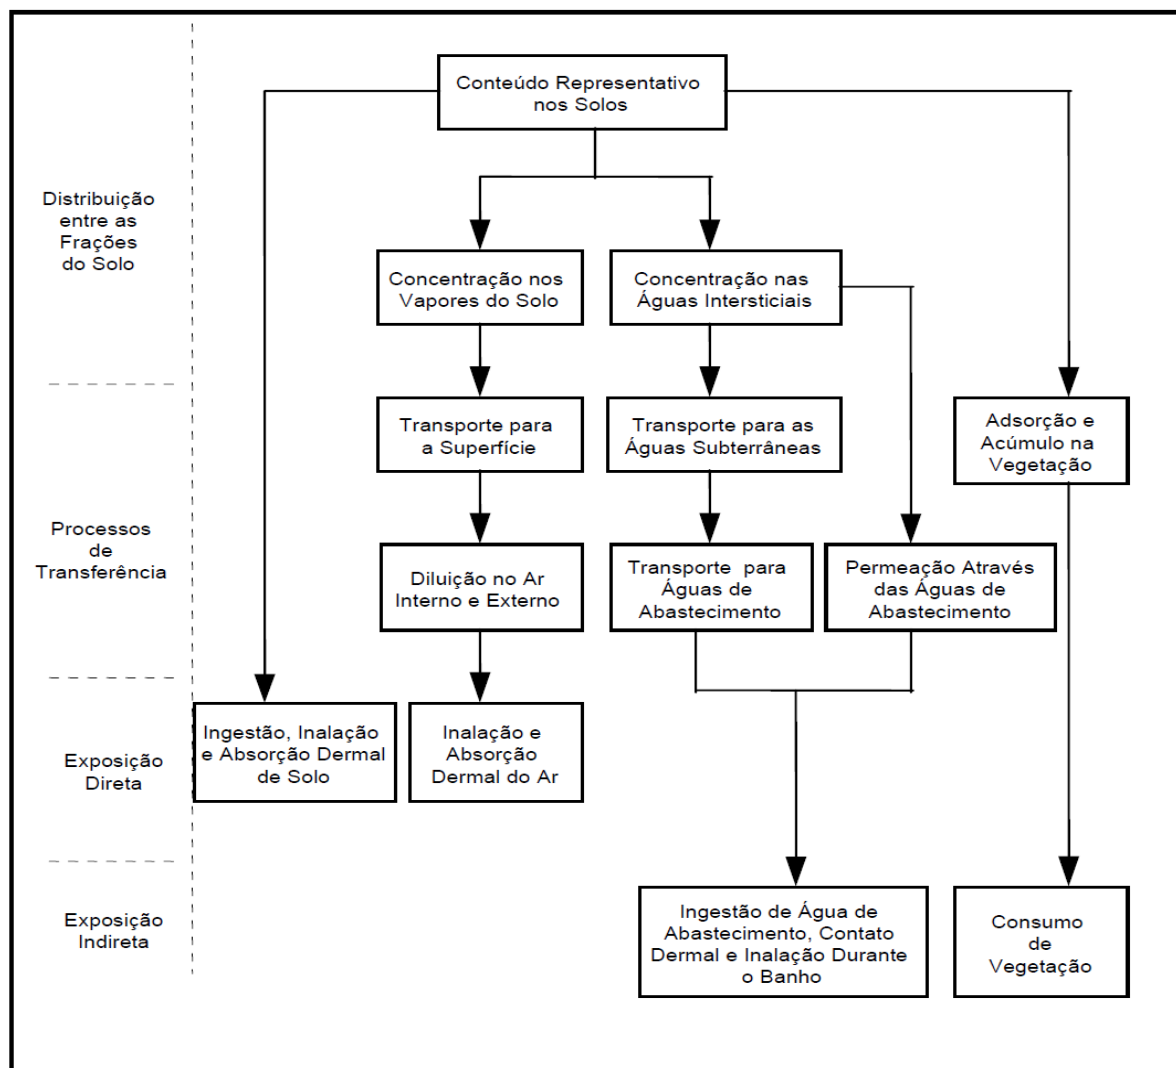 Conteúdo Representativo
nos Solos
Distribuição
entre as
Frações
do Solo
Concentração nos
Vapores do Solo
Concentração nas
Águas Intersticiais
Transporte para
a Superfície
Transporte para as
Águas Subterrâneas
Adsorção e
Acúmulo na
Vegetação
Processos
de
Transferência
Diluição no Ar
Interno e Externo
Transporte para
Águas de
Abastecimento
Permeação Através
das Águas de
Abastecimento
Exposição
Direta
Ingestão, Inalação
e Absorção Dermal
de Solo
Inalação e
Absorção
Dermal do Ar
Exposição
Indireta
Ingestão de Água de
Abastecimento, Contato
Dermal e Inalação Durante
o Banho
Consumo
de
Vegetação